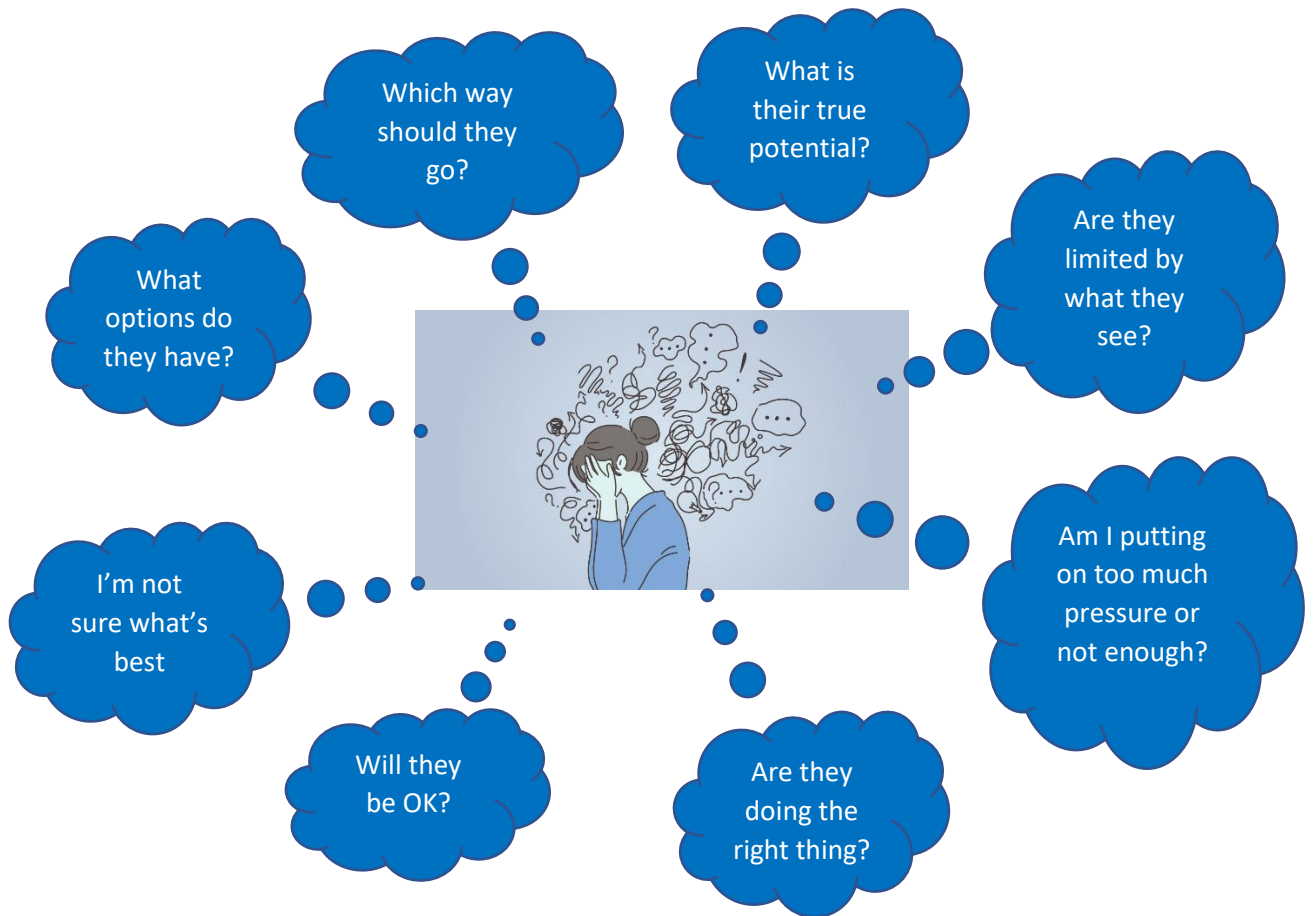 Which way
should they
go?
What is
their true
potential?
Are they
limited by
what they
see?
What
options do
they have?
Am I putting
on too much
pressure or
not enough?
I'm not
sure what's
best
Will they
be OK?
Are they
doing the
right thing?